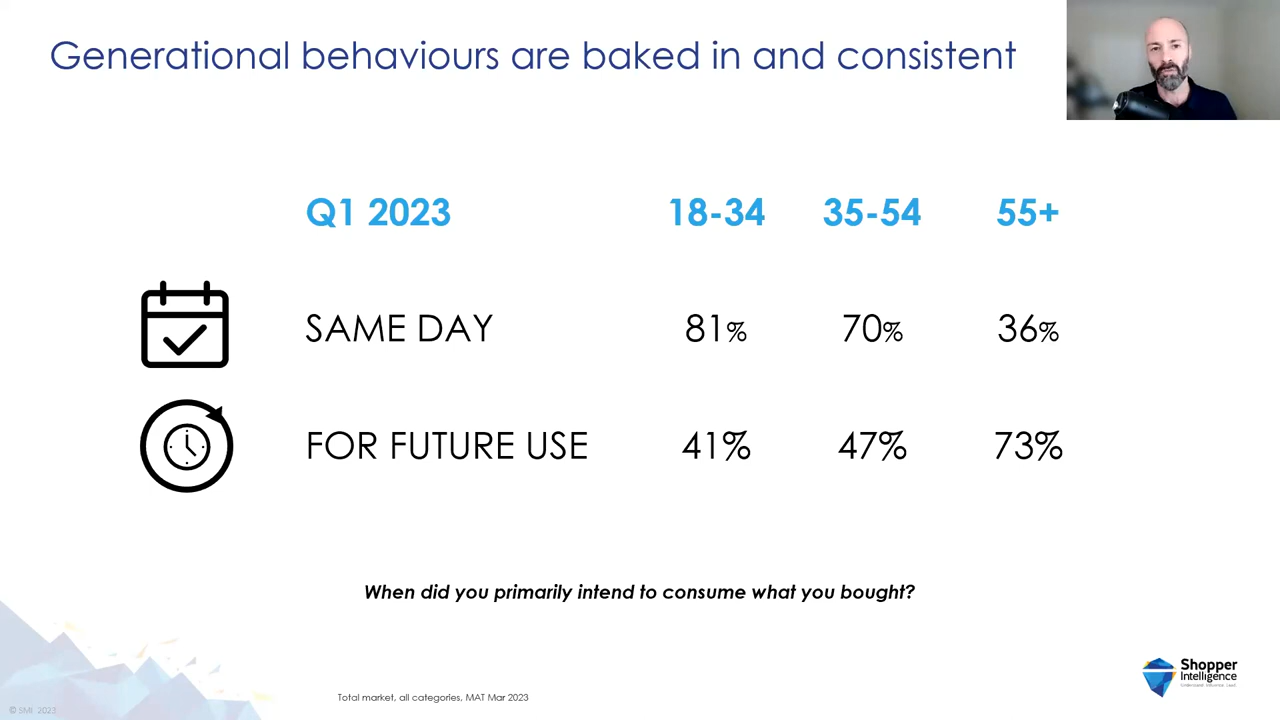 Generational behaviours are baked in and consistent
Q1 2023 18-34 35-54 55+
SAME DAY 81% 70% 36%
FOR FUTURE USE 41% 47% 73%
When did you primarily intend to consume what you bought?
Shopper
Intelligence
Total market, all categories, MAT Mar 2023
© SML 2023